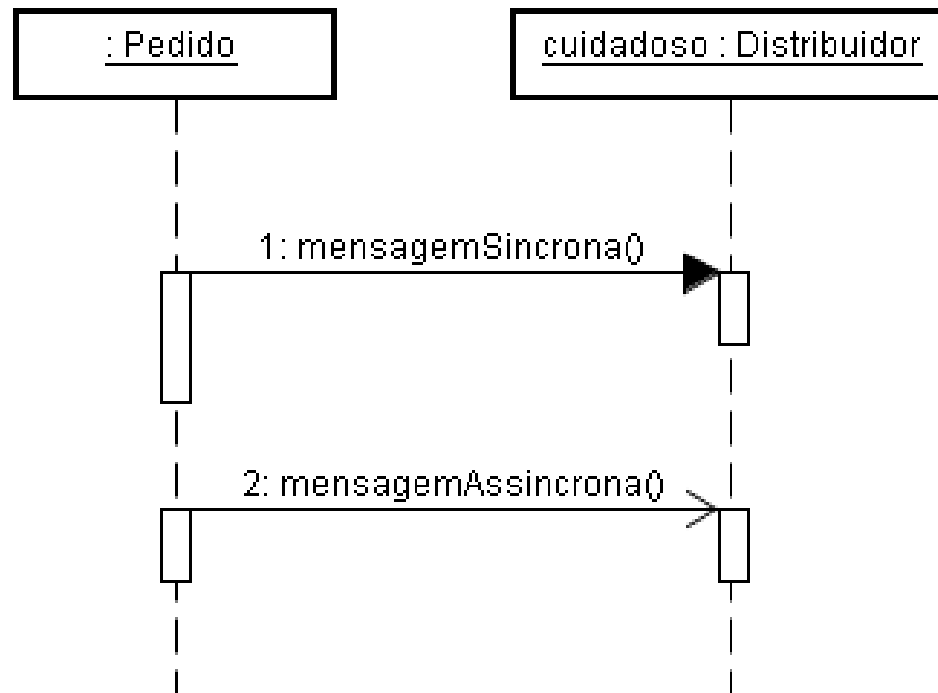 : Pedido
cuidadoso : Distribuidor
1: mensagemSincrona()
2: mensagemAssincrona()